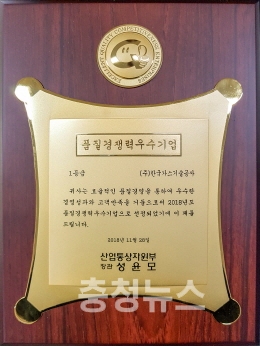 품질경쟁력우수기업
1등급 (주)한국가스기술공사
귀사는 효율적인 품질경영을 통하여 우수한
경영성과와 고객만족을 거둠으로써 2018년도
품질경쟁력우수기업으로 선정되었기에 이 패를
드립니다.
2018년 11월 28일
산업통상자원부
장관 성윤모
충청뉴스